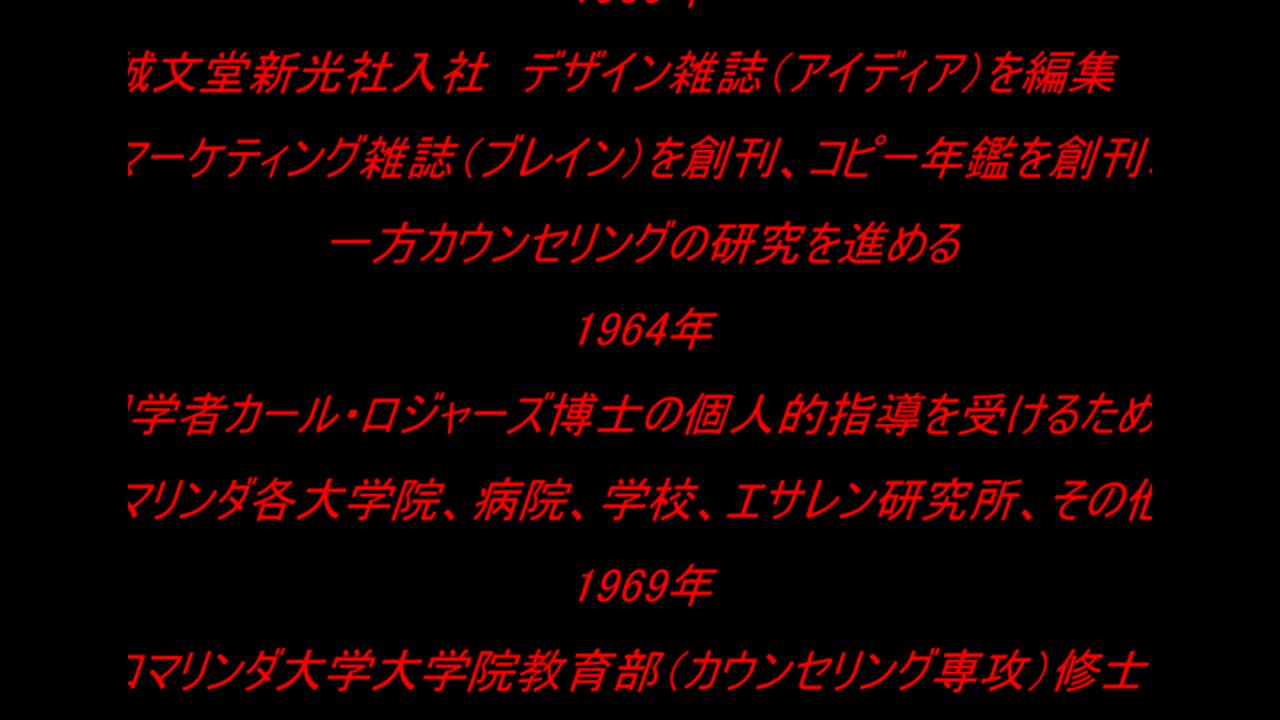 誠文堂新光社入社　デザイン雑誌（アイディア）を編集
マーケティング雑誌（ブレイン）を創刊、コピー年鑑を創刊、
一方カウンセリングの研究を進める
1964年
学者カール・ロジャーズ博士の個人的指導を受けるため
マリンダ各大学院、病院、学校、エサレン研究所、その他
1969年
ロマリンダ大学大学院教育部（カウンセリング専攻）修士